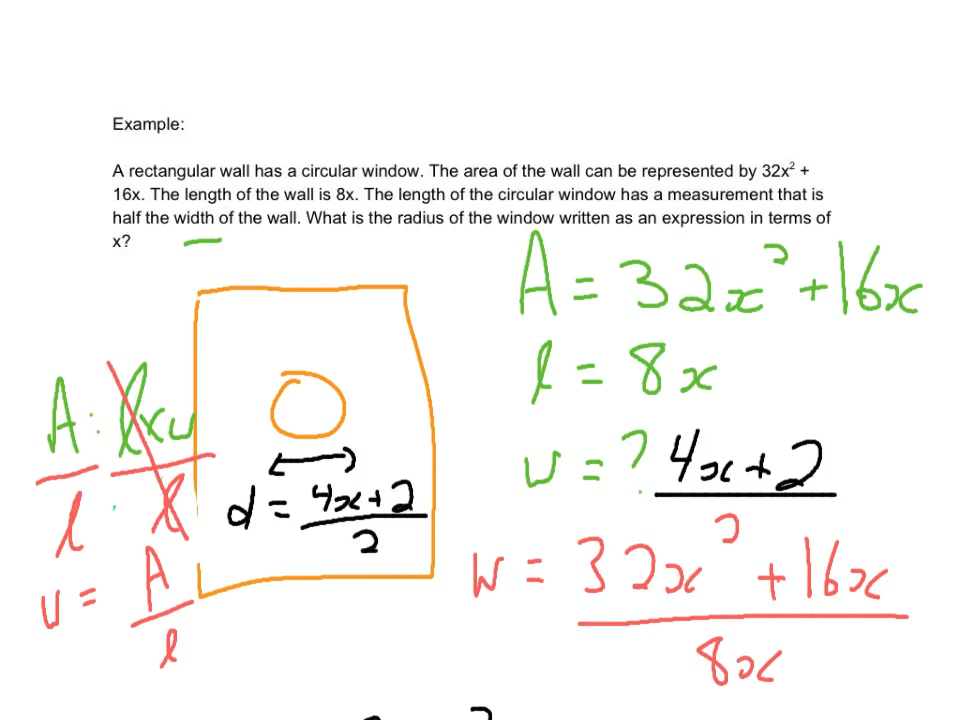 Example:
A rectangular wall has a circular window. The area of the wall can be represented by 32x² +
16x. The length of the wall is 8x. The length of the circular window has a measurement that is
half the width of the wall. What is the radius of the window written as an expression in terms of
x?
A = 32x² + 16x
l = 8x
w = ? 4x + 2
w = 32x² + 16x
8x
A : l x w
l l
w = A
l
d = 4x + 2
2